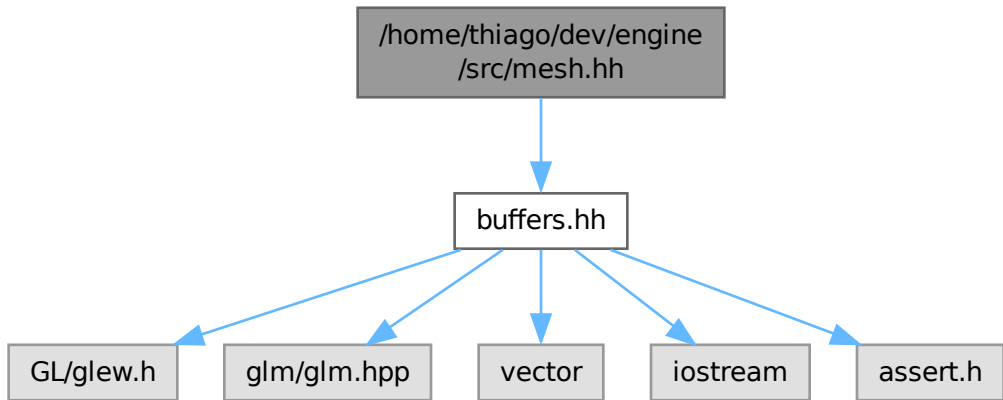 /home/thiago/dev/engine
/src/mesh.hh
buffers.hh
GL/glew.h
glm/glm.hpp
vector
iostream
assert.h